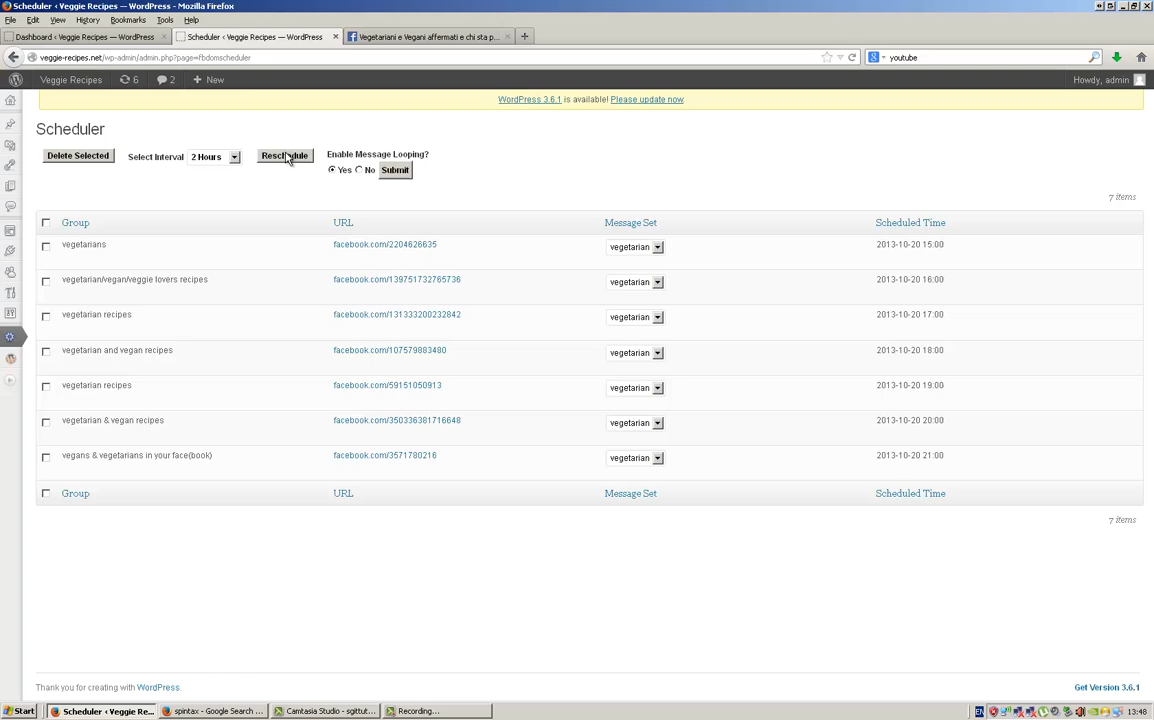 Scheduler ‹ Veggie Recipes — WordPress - Mozilla Firefox
File Edit View History Bookmarks Tools Help
Dashboard ‹ Veggie Recipes — WordPress × Scheduler ‹ Veggie Recipes — WordPress × Vegetariani e Vegani affermati e chi sta p... ×
veggie-recipes.net/wp-admin/admin.php?page=fbdomscheduler youtube
Veggie Recipes 6 2 + New Howdy, admin
WordPress 3.6.1 is available! Please update now.
Scheduler
Delete Selected Select Interval 2 Hours Reschedule Enable Message Looping?
Yes No Submit
7 items
Group URL Message Set Scheduled Time
vegetarians facebook.com/2204626635 vegetarian 2013-10-20 15:00
vegetarian/vegan/veggie lovers recipes facebook.com/139751732765736 vegetarian 2013-10-20 16:00
vegetarian recipes facebook.com/131333200232842 vegetarian 2013-10-20 17:00
vegetarian and vegan recipes facebook.com/107579883480 vegetarian 2013-10-20 18:00
vegetarian recipes facebook.com/59151050913 vegetarian 2013-10-20 19:00
vegetarian & vegan recipes facebook.com/350336381716648 vegetarian 2013-10-20 20:00
vegans & vegetarians in your face(book) facebook.com/3571780216 vegetarian 2013-10-20 21:00
Group URL Message Set Scheduled Time
7 items
Thank you for creating with WordPress. Get Version 3.6.1
Start Scheduler ‹ Veggie Re... spintax - Google Search ... Camtasia Studio - sgittut... Recording... EN 13:48